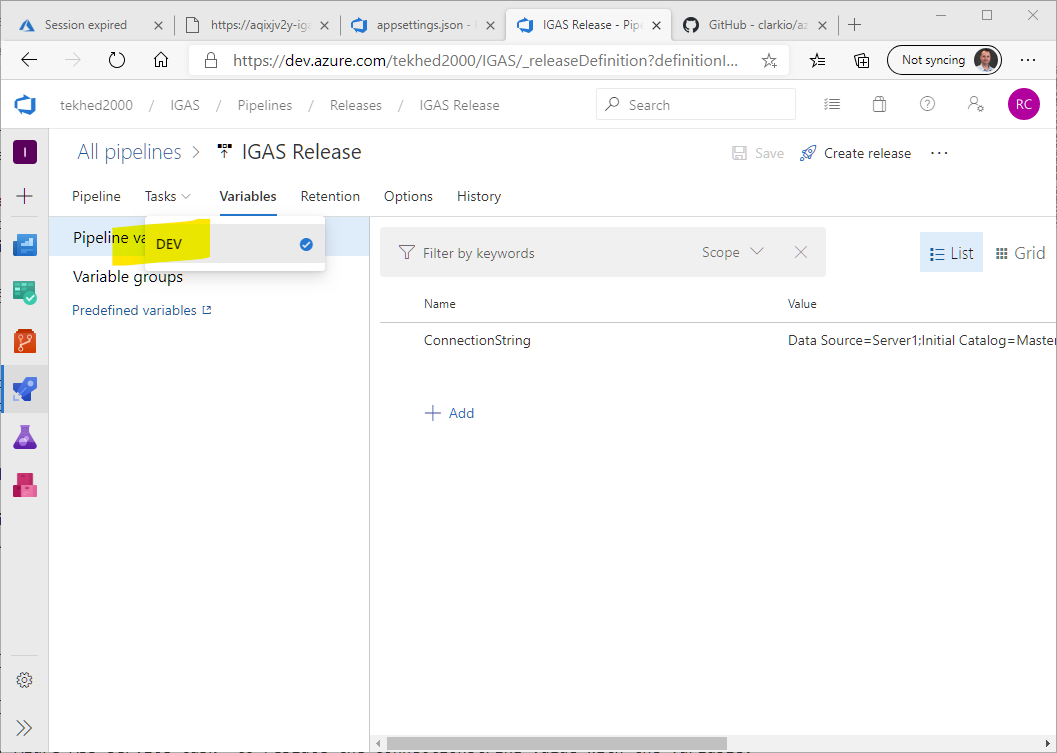 Session expired
https://aqixjv2y-iga
appsettings.json -
IGAS Release - Pipe
GitHub - clarkio/az
https://dev.azure.com/tekhed2000/IGAS/_releaseDefinition?definitionI...
Not syncing
tekhed2000 / IGAS / Pipelines / Releases / IGAS Release
Search
RC
I
All pipelines > IGAS Release
Save
Create release
Pipeline Tasks Variables Retention Options History
Pipeline va
DEV
Variable groups
Predefined variables
Filter by keywords
Scope
List
Grid
Name Value
ConnectionString Data Source=Server1;Initial Catalog=Master
+ Add